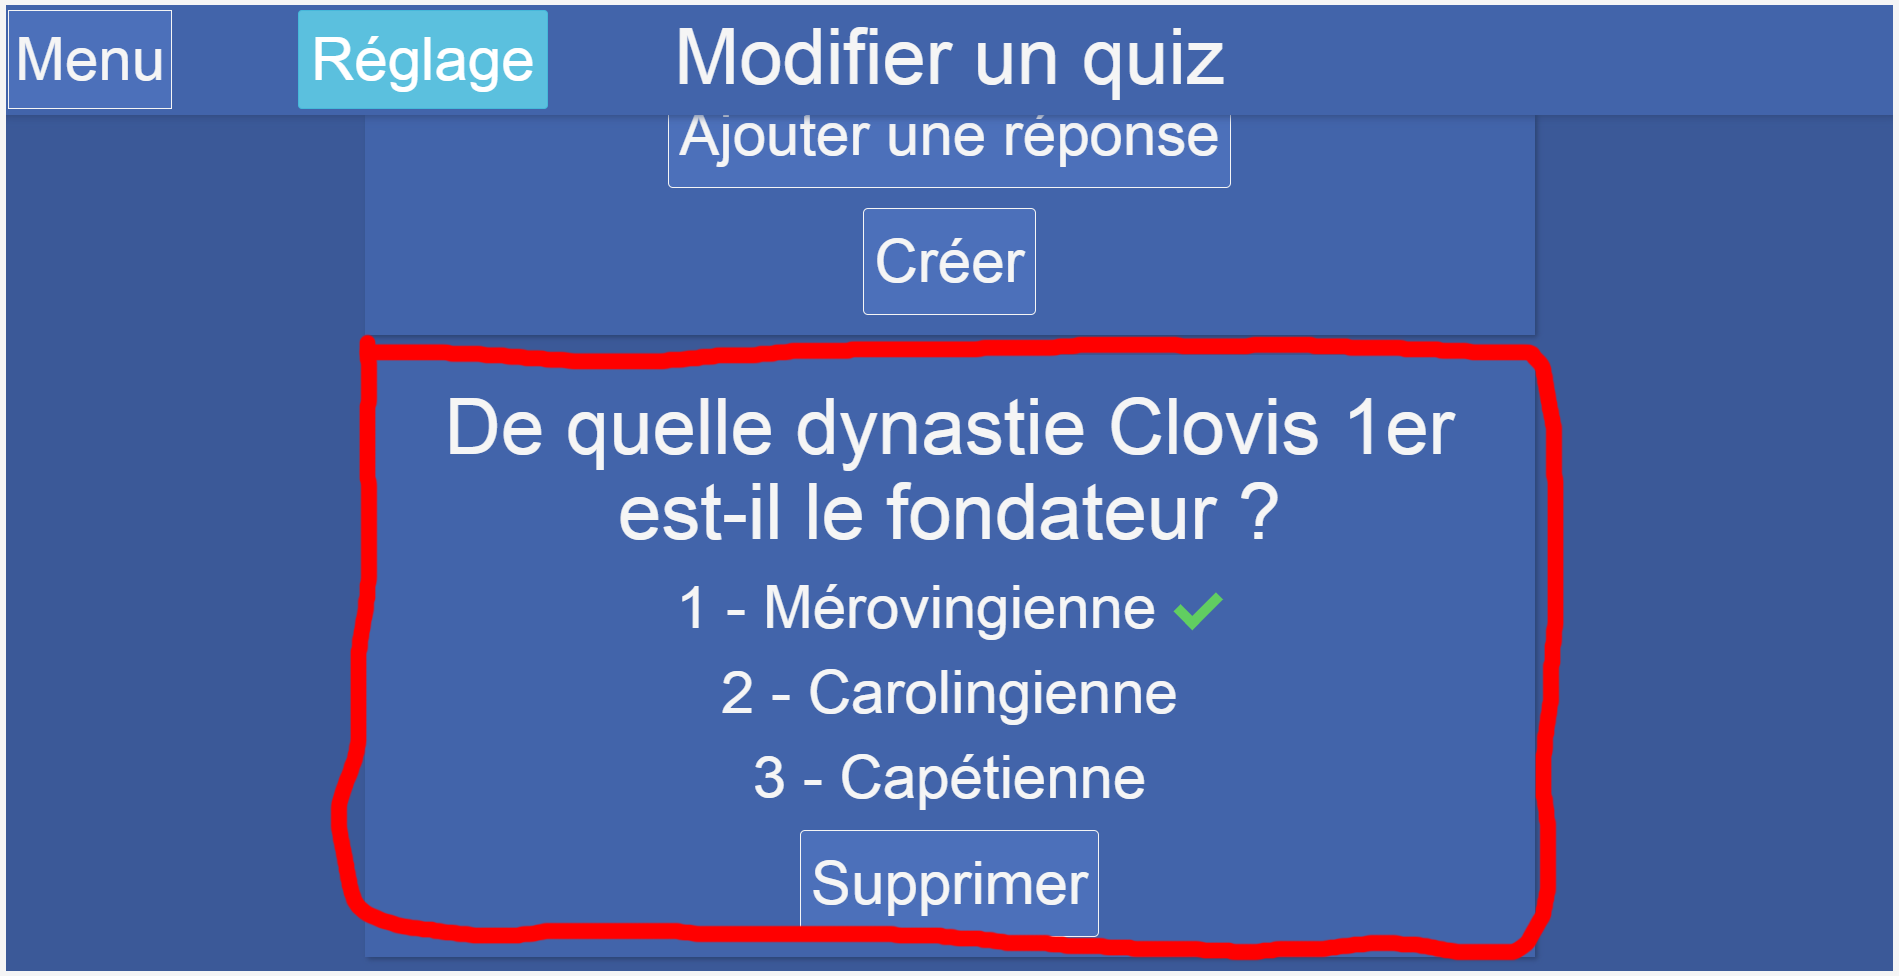 Menu
Réglage
Modifier un quiz
Ajouter une réponse
Créer
De quelle dynastie Clovis 1er
est-il le fondateur ?
1 - Mérovingienne
2 - Carolingienne
3 - Capétienne
Supprimer